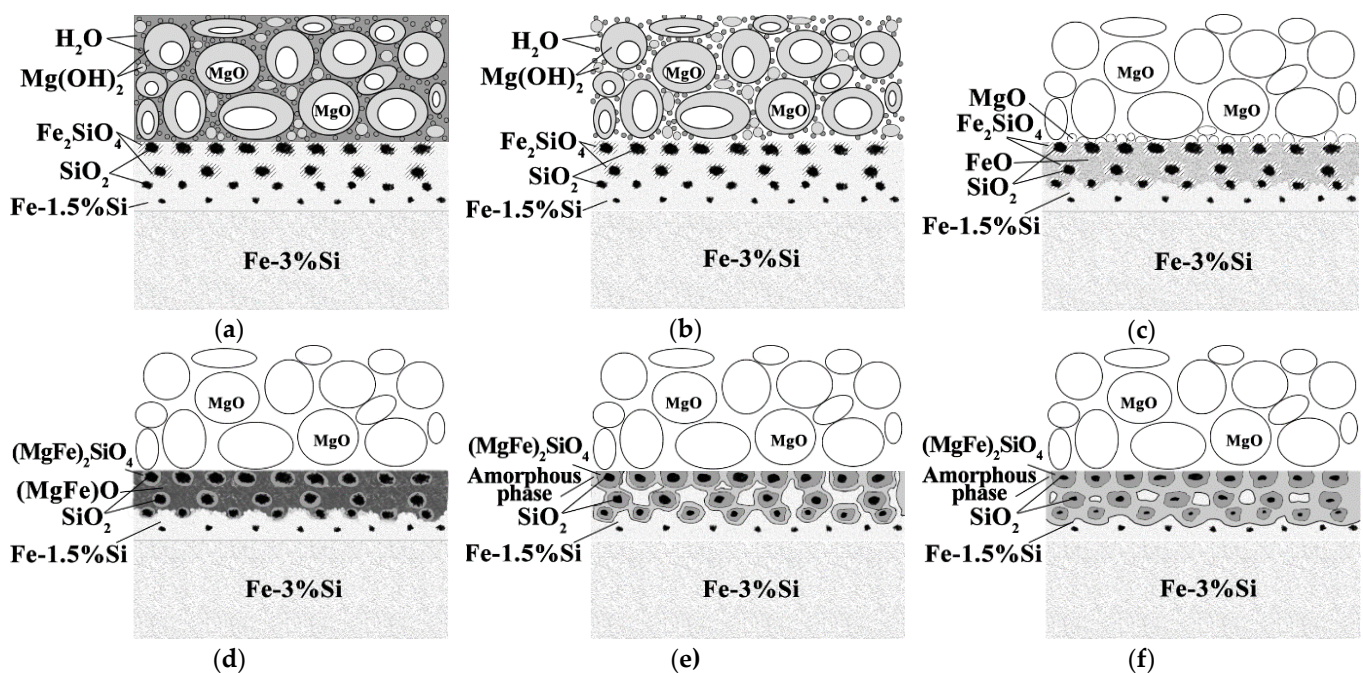 H₂O
Mg(OH)₂
MgO
MgO
Fe₂SiO₄
SiO₂
Fe-1.5%Si
Fe-3%Si
(a)
H₂O
Mg(OH)₂
MgO
MgO
Fe₂SiO₄
SiO₂
Fe-1.5%Si
Fe-3%Si
(b)
MgO
MgO
MgO
Fe₂SiO₄
FeO
SiO₂
Fe-1.5%Si
Fe-3%Si
(c)
MgO
MgO
(MgFe)₂SiO₄
(MgFe)O
SiO₂
Fe-1.5%Si
Fe-3%Si
(d)
MgO
MgO
(MgFe)₂SiO₄
Amorphous
phase
SiO₂
Fe-1.5%Si
Fe-3%Si
(e)
MgO
MgO
(MgFe)₂SiO₄
Amorphous
phase
SiO₂
Fe-1.5%Si
Fe-3%Si
(f)